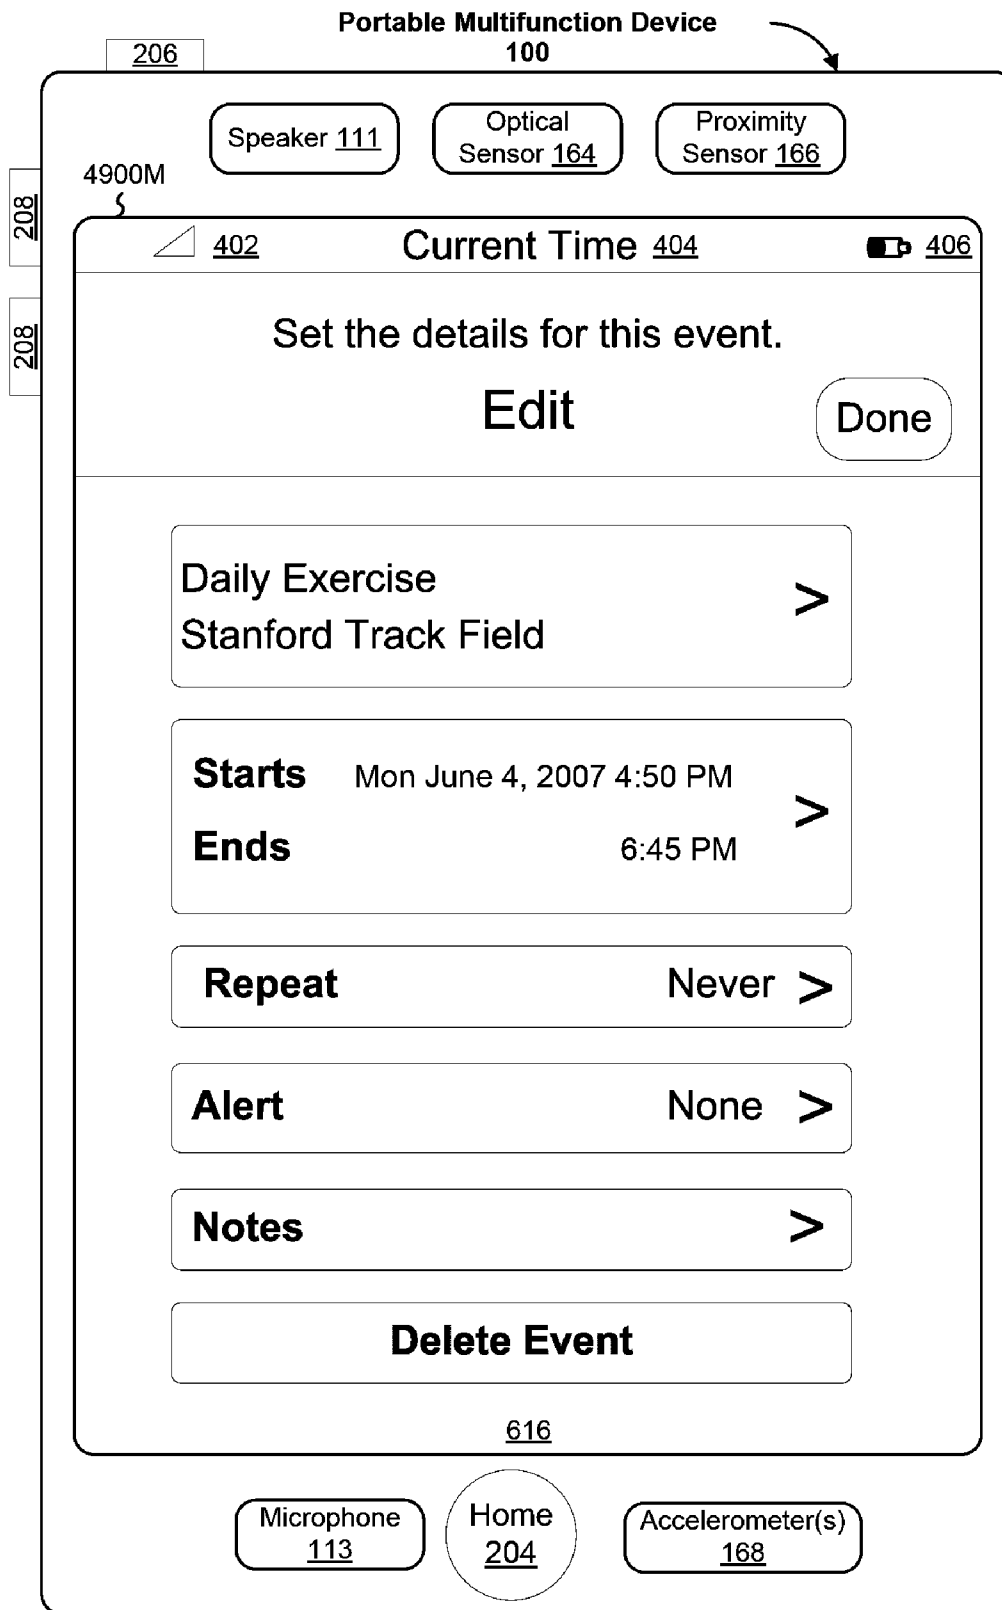 Portable Multifunction Device
100
206
Speaker 111
Optical
Sensor 164
Proximity
Sensor 166
4900M
208
208
402
Current Time 404
406
Set the details for this event.
Edit
Done
Daily Exercise
Stanford Track Field
>
Starts Mon June 4, 2007 4:50 PM
>
Ends 6:45 PM
Repeat Never >
Alert None >
Notes >
Delete Event
616
Microphone
113
Home
204
Accelerometer(s)
168